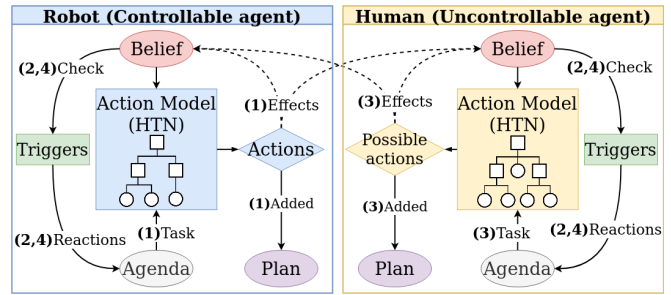 Robot (Controllable agent)
Belief
(2,4)Check
Action Model
(HTN)
(1)Effects
Triggers
Actions
(1)Added
(2,4)Reactions
(1)Task
Agenda
Plan
Human (Uncontrollable agent)
Belief
(2,4)Check
(3)Effects
Action Model
(HTN)
Possible
actions
Triggers
(3)Added
(3)Task
(2,4)Reactions
Plan
Agenda